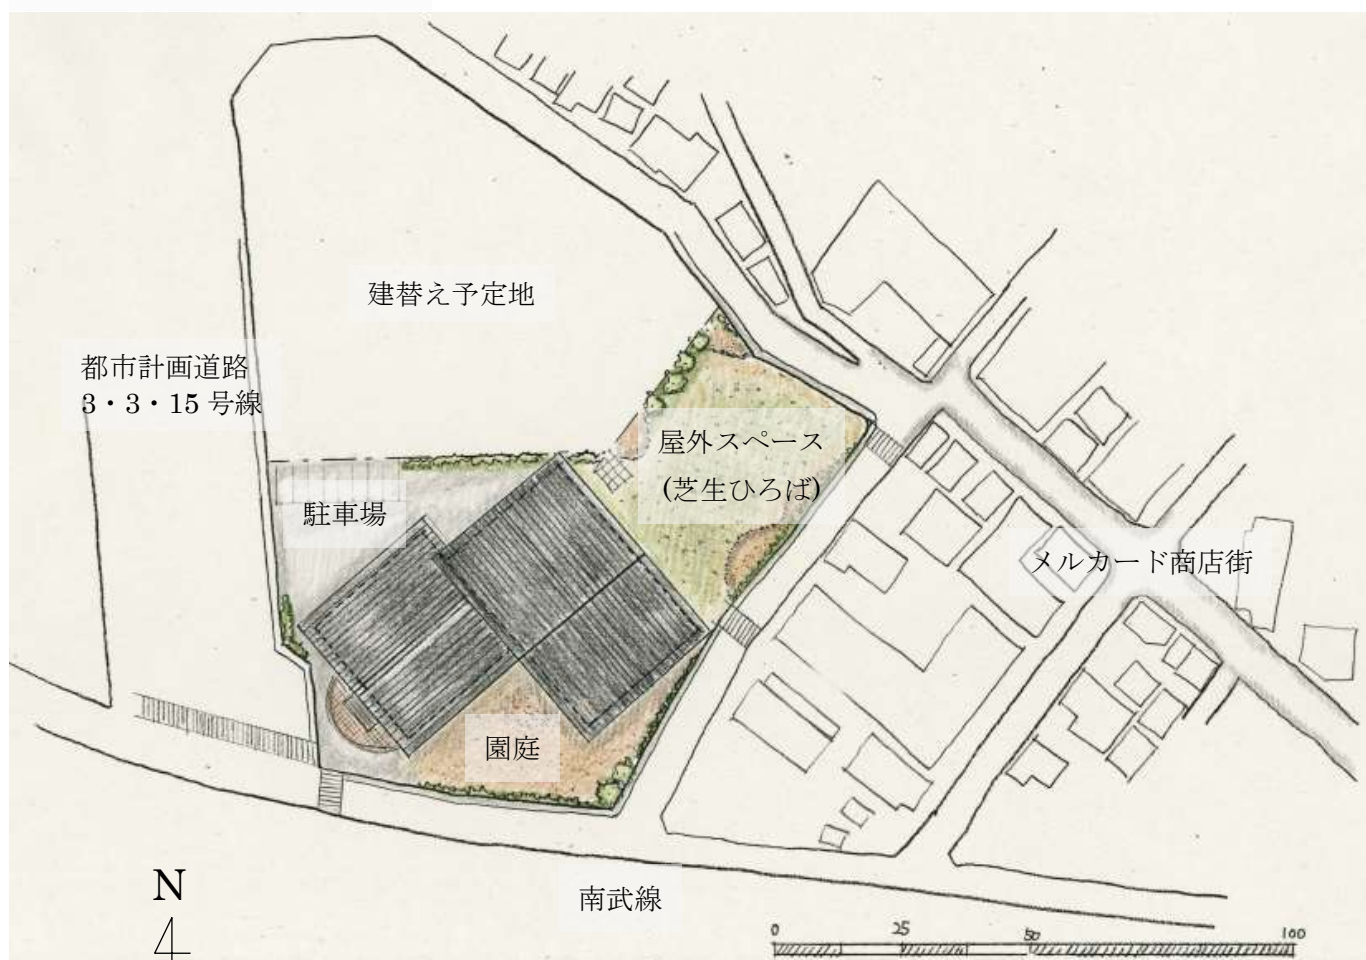 建替え予定地
都市計画道路
3・3・15 号線
屋外スペース
(芝生ひろば)
駐車場
メルカード商店街
園庭
N
南武線
0 25 50 100